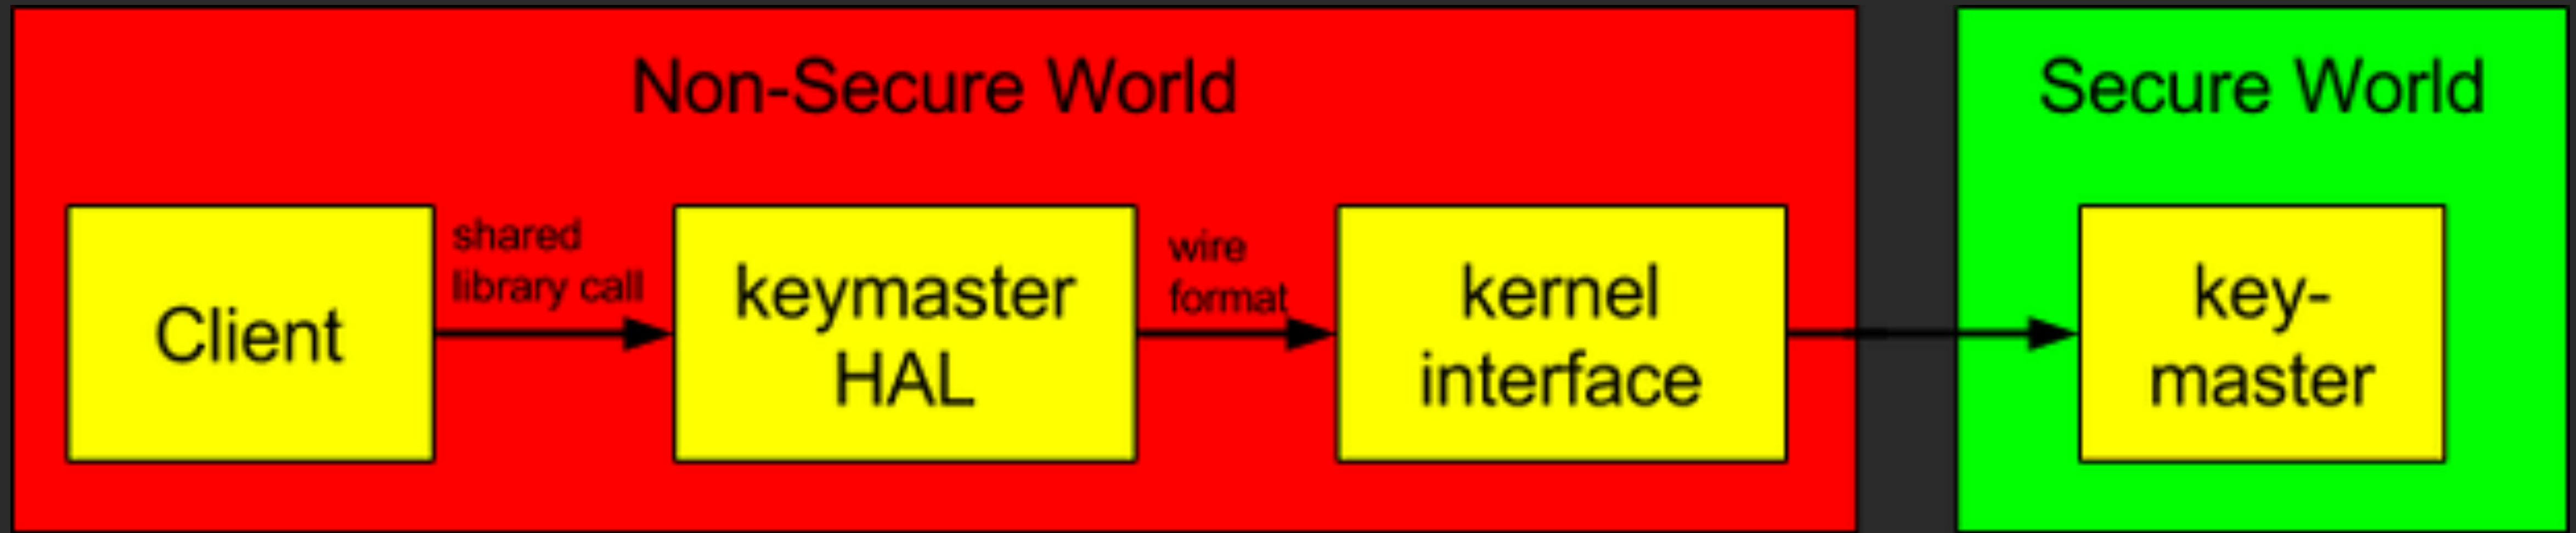 Non-Secure World
Secure World
Client
shared
library call
keymaster
HAL
wire
format
kernel
interface
key-
master